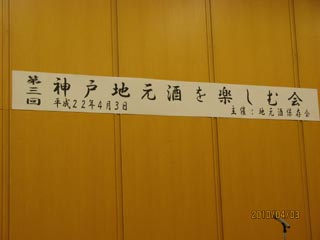 第三回
神戸地元酒を楽しむ会
平成22年4月3日
主催：地元酒保存会
2010/04/03